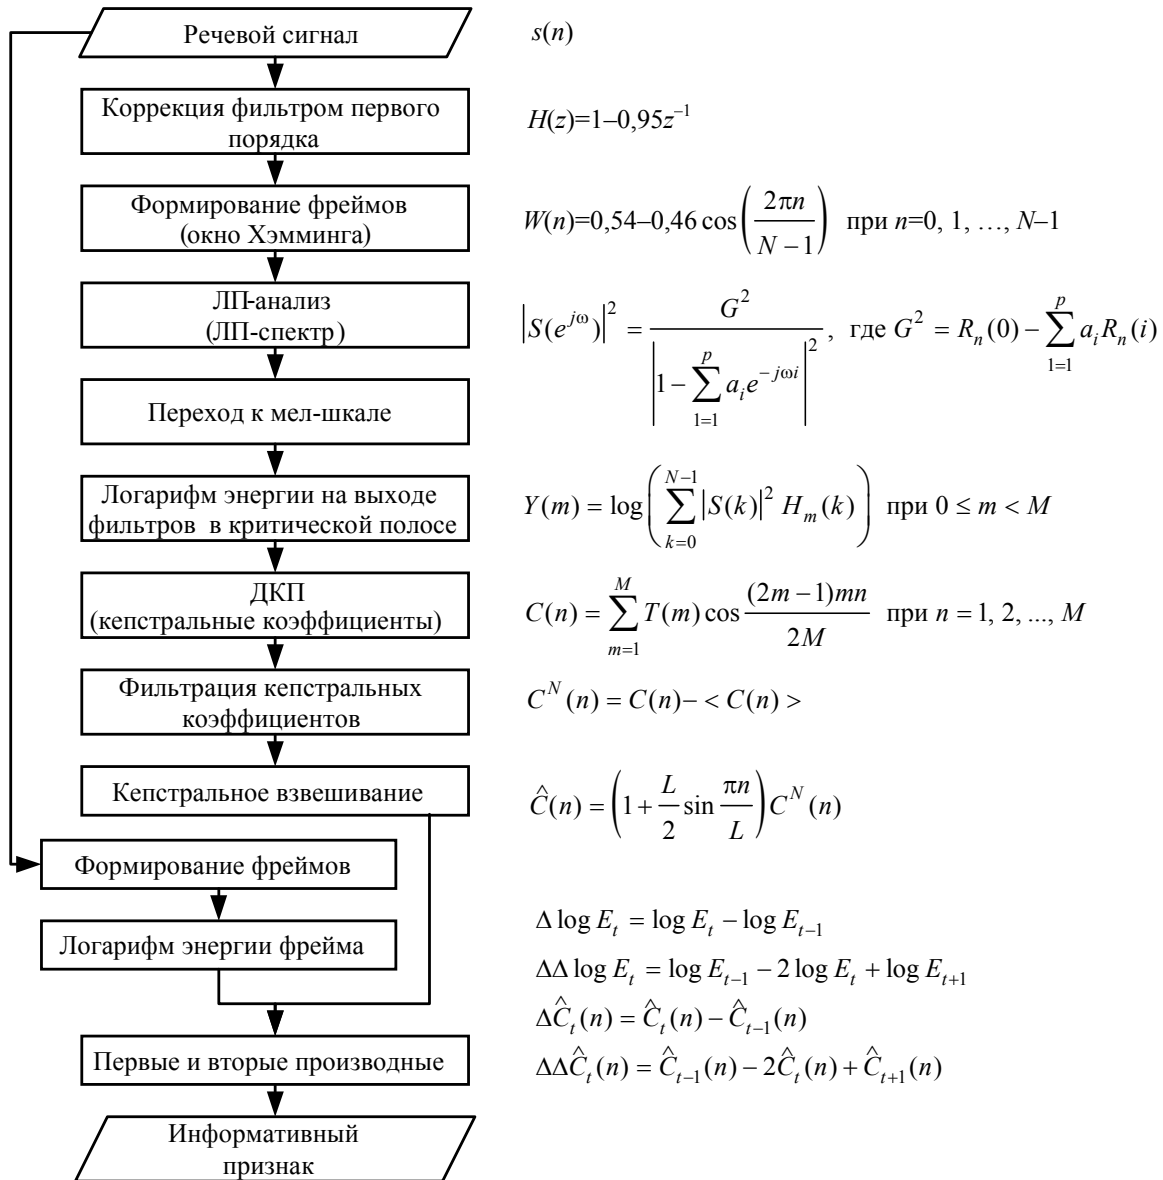 Речевой сигнал
s(n)
Коррекция фильтром первого
порядка
H(z)=1–0,95z⁻¹
Формирование фреймов
(окно Хэмминга)
W(n)=0,54–0,46 cos(2πn / (N − 1)) при n=0, 1, …, N–1
ЛП-анализ
(ЛП-спектр)
|S(e^{jω})|² = G² / |1 − ∑_{1=1}^{p} a_i e^{−jωi}|², где G² = R_n(0) − ∑_{1=1}^{p} a_i R_n(i)
Переход к мел-шкале
Логарифм энергии на выходе
фильтров в критической полосе
Y(m) = log(∑_{k=0}^{N−1} |S(k)|² H_m(k)) при 0 ≤ m < M
ДКП
(кепстральные коэффициенты)
C(n) = ∑_{m=1}^{M} T(m) cos (2m − 1)mn / 2M при n = 1, 2, ..., M
Фильтрация кепстральных
коэффициентов
C^N(n) = C(n)− < C(n) >
Кепстральное взвешивание
Ĉ(n) = (1 + L/2 sin πn/L) C^N(n)
Формирование фреймов
Логарифм энергии фрейма
Δ log E_t = log E_t − log E_{t−1}
ΔΔ log E_t = log E_{t−1} − 2 log E_t + log E_{t+1}
ΔĈ_t(n) = Ĉ_t(n) − Ĉ_{t−1}(n)
ΔΔĈ_t(n) = Ĉ_{t−1}(n) − 2Ĉ_t(n) + Ĉ_{t+1}(n)
Первые и вторые производные
Информативный
признак